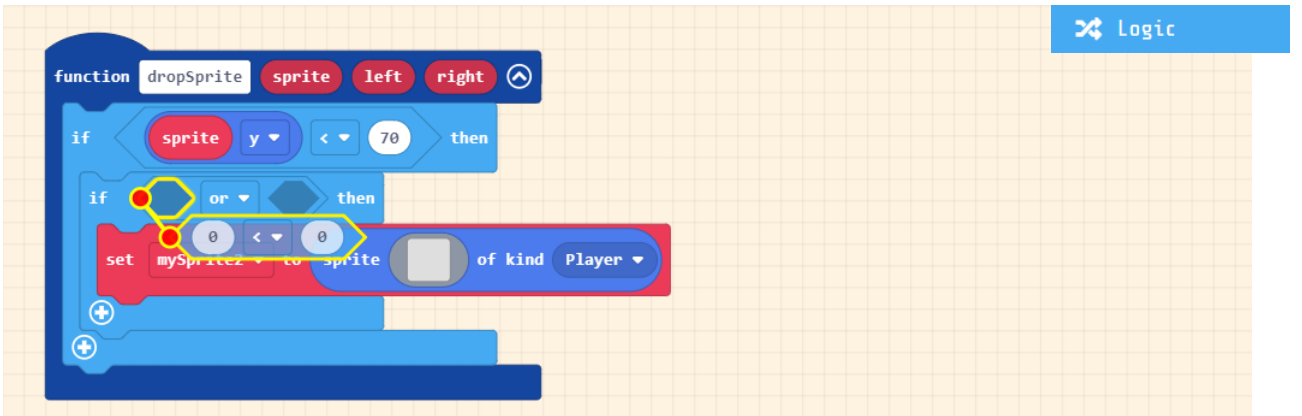 Logic
function dropSprite sprite left right
if sprite y < 70 then
if or then
0 < 0
set mySprite2 to sprite of kind Player